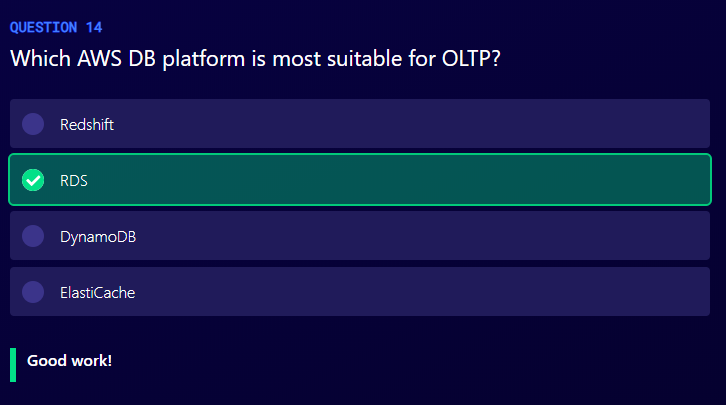 QUESTION 14
Which AWS DB platform is most suitable for OLTP?
Redshift
RDS
DynamoDB
ElastiCache
Good work!